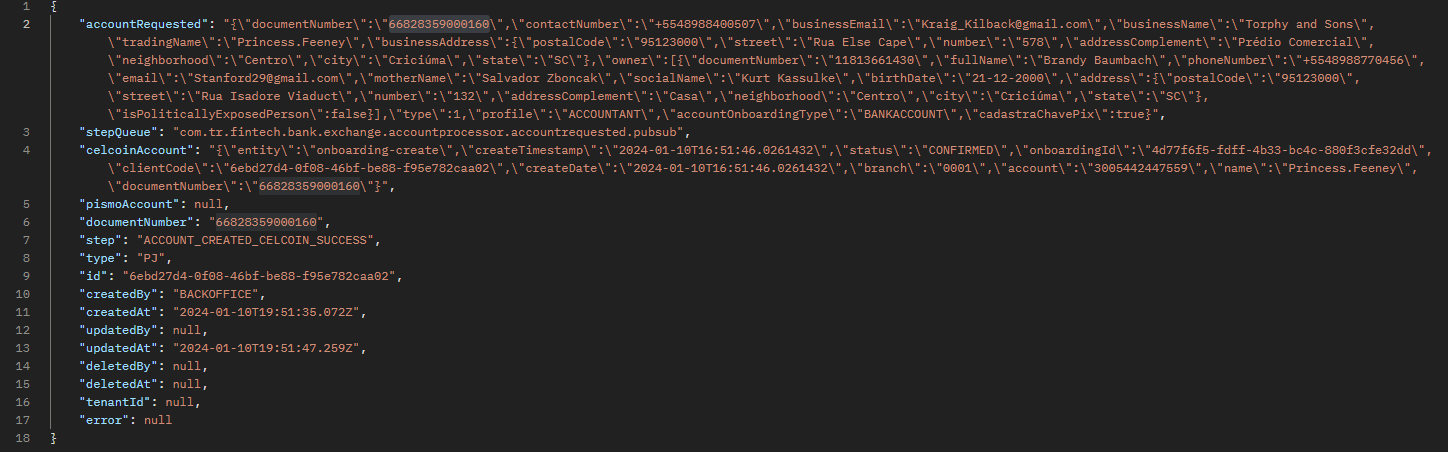 1 {
2 "accountRequested": "{\"documentNumber\":\"66828359000160\",\"contactNumber\":\"+5548988400507\",\"businessEmail\":\"Kraig_Kilback@gmail.com\",\"businessName\":\"Torphy and Sons\",
\"tradingName\":\"Princess.Feeney\",\"businessAddress\":{\"postalCode\":\"95123000\",\"street\":\"Rua Else Cape\",\"number\":\"578\",\"addressComplement\":\"Prédio Comercial\",
\"neighborhood\":\"Centro\",\"city\":\"Criciúma\",\"state\":\"SC\"},\"owner\":[{\"documentNumber\":\"11813661430\",\"fullName\":\"Brandy Baumbach\",\"phoneNumber\":\"+5548988770456\",
\"email\":\"Stanford29@gmail.com\",\"motherName\":\"Salvador Zboncak\",\"socialName\":\"Kurt Kassulke\",\"birthDate\":\"21-12-2000\",\"address\":{\"postalCode\":\"95123000\",
\"street\":\"Rua Isadore Viaduct\",\"number\":\"132\",\"addressComplement\":\"Casa\",\"neighborhood\":\"Centro\",\"city\":\"Criciúma\",\"state\":\"SC\"},
\"isPoliticallyExposedPerson\":false}],\"type\":1,\"profile\":\"ACCOUNTANT\",\"accountOnboardingType\":\"BANKACCOUNT\",\"cadastraChavePix\":true}",
3 "stepQueue": "com.tr.fintech.bank.exchange.accountprocessor.accountrequested.pubsub",
4 "celcoinAccount": "{\"entity\":\"onboarding-create\",\"createTimestamp\":\"2024-01-10T16:51:46.0261432\",\"status\":\"CONFIRMED\",\"onboardingId\":\"4d77f6f5-fdff-4b33-bc4c-880f3cfe32dd\",
\"clientCode\":\"6ebd27d4-0f08-46bf-be88-f95e782caa02\",\"createDate\":\"2024-01-10T16:51:46.0261432\",\"branch\":\"0001\",\"account\":\"3005442447559\",\"name\":\"Princess.Feeney\",
\"documentNumber\":\"66828359000160\"}",
5 "pismoAccount": null,
6 "documentNumber": "66828359000160",
7 "step": "ACCOUNT_CREATED_CELCOIN_SUCCESS",
8 "type": "PJ",
9 "id": "6ebd27d4-0f08-46bf-be88-f95e782caa02",
10 "createdBy": "BACKOFFICE",
11 "createdAt": "2024-01-10T19:51:35.072Z",
12 "updatedBy": null,
13 "updatedAt": "2024-01-10T19:51:47.259Z",
14 "deletedBy": null,
15 "deletedAt": null,
16 "tenantId": null,
17 "error": null
18 }